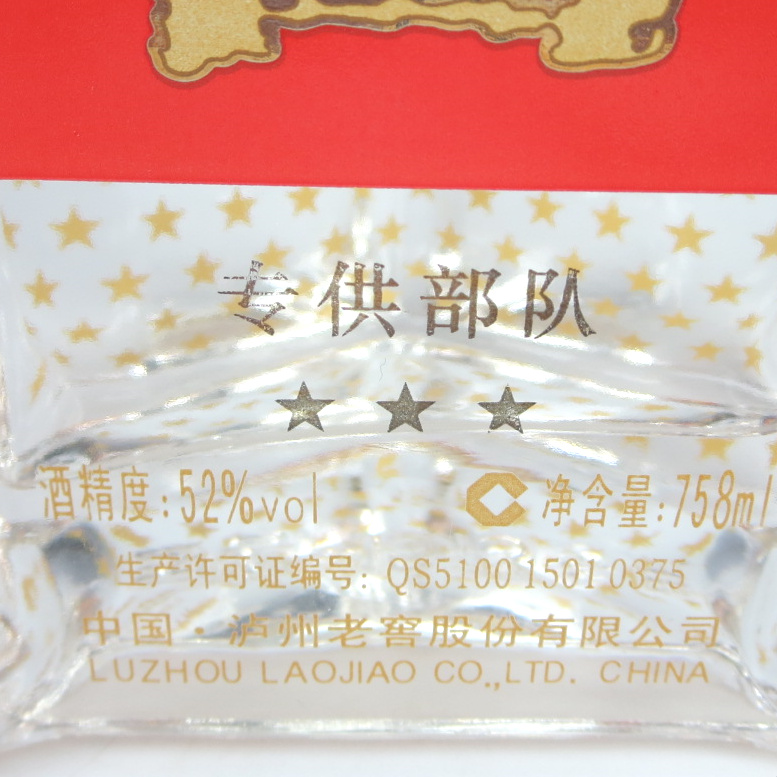 专供部队
酒精度:52%vol 净含量:758ml
生产许可证编号: QS5100 1501 0375
中国·泸州老窖股份有限公司
LUZHOU LAOJIAO CO.,LTD. CHINA